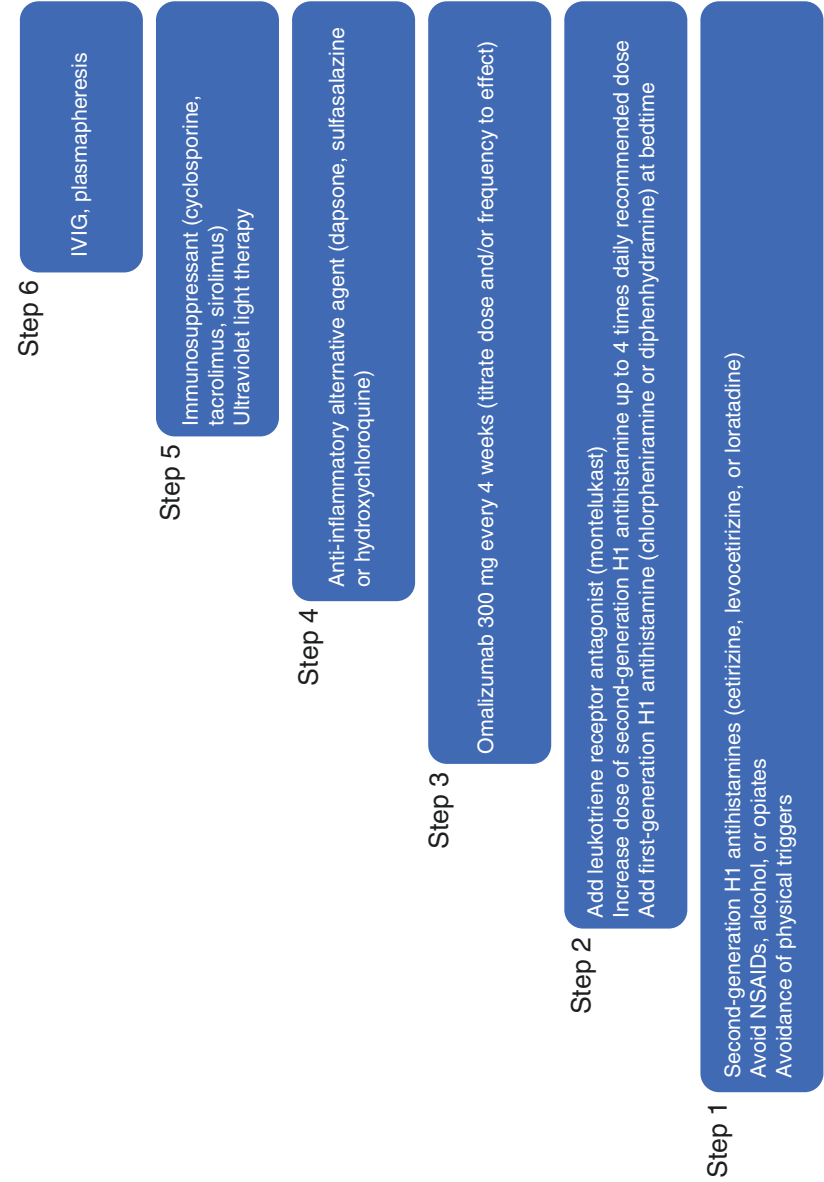 Step 6
IVIG, plasmapheresis
Step 5
Immunosuppressant (cyclosporine,
tacrolimus, sirolimus)
Ultraviolet light therapy
Step 4
Anti-inflammatory alternative agent (dapsone, sulfasalazine
or hydroxychloroquine)
Step 3
Omalizumab 300 mg every 4 weeks (titrate dose and/or frequency to effect)
Step 2
Add leukotriene receptor antagonist (montelukast)
Increase dose of second-generation H1 antihistamine up to 4 times daily recommended dose
Add first-generation H1 antihistamine (chlorpheniramine or diphenhydramine) at bedtime
Step 1
Second-generation H1 antihistamines (cetirizine, levocetirizine, or loratadine)
Avoid NSAIDs, alcohol, or opiates
Avoidance of physical triggers